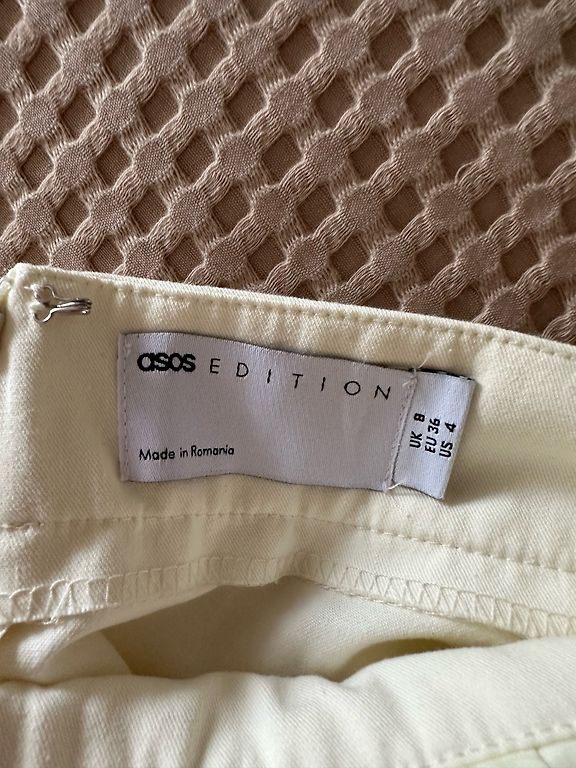 asos EDITION
Made in Romania
UK 8
EU 36
US 4